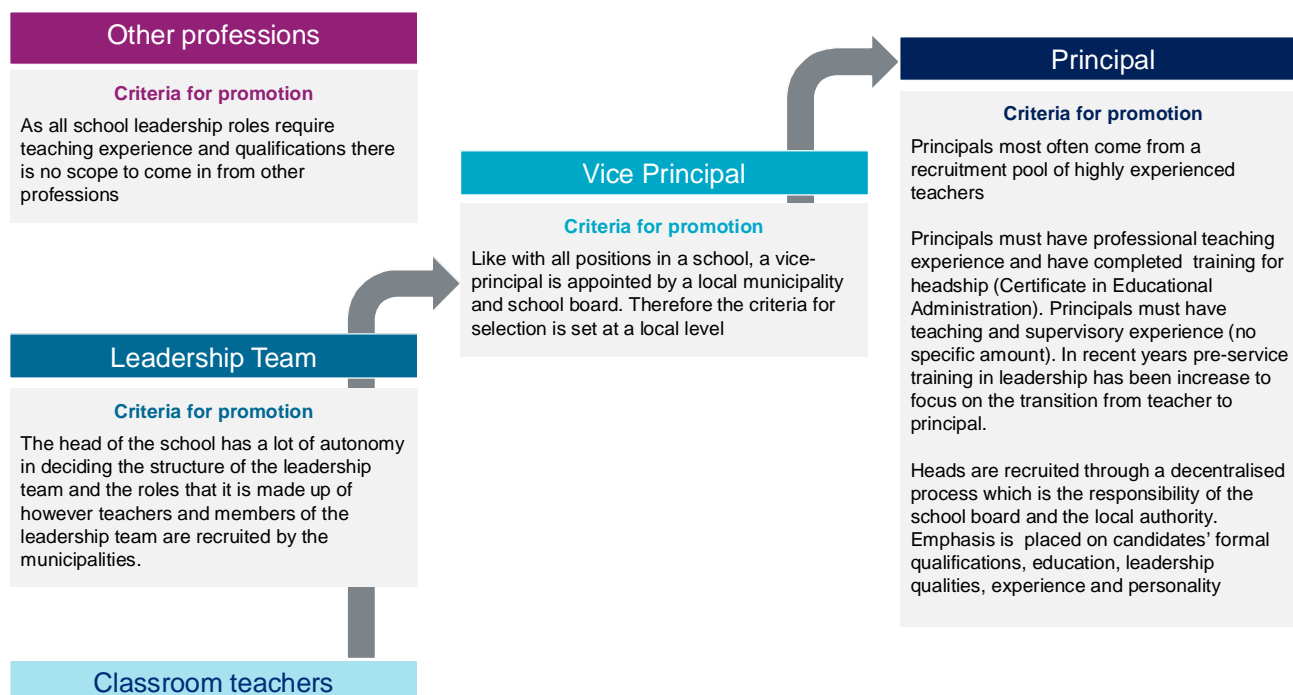 Other professions
Criteria for promotion
As all school leadership roles require
teaching experience and qualifications there
is no scope to come in from other
professions
Leadership Team
Criteria for promotion
The head of the school has a lot of autonomy
in deciding the structure of the leadership
team and the roles that it is made up of
however teachers and members of the
leadership team are recruited by the
municipalities.
Classroom teachers
Vice Principal
Criteria for promotion
Like with all positions in a school, a vice-
principal is appointed by a local municipality
and school board. Therefore the criteria for
selection is set at a local level
Principal
Criteria for promotion
Principals most often come from a
recruitment pool of highly experienced
teachers
Principals must have professional teaching
experience and have completed  training for
headship (Certificate in Educational
Administration). Principals must have
teaching and supervisory experience (no
specific amount). In recent years pre-service
training in leadership has been increase to
focus on the transition from teacher to
principal.
Heads are recruited through a decentralised
process which is the responsibility of the
school board and the local authority.
Emphasis is  placed on candidates’ formal
qualifications, education, leadership
qualities, experience and personality